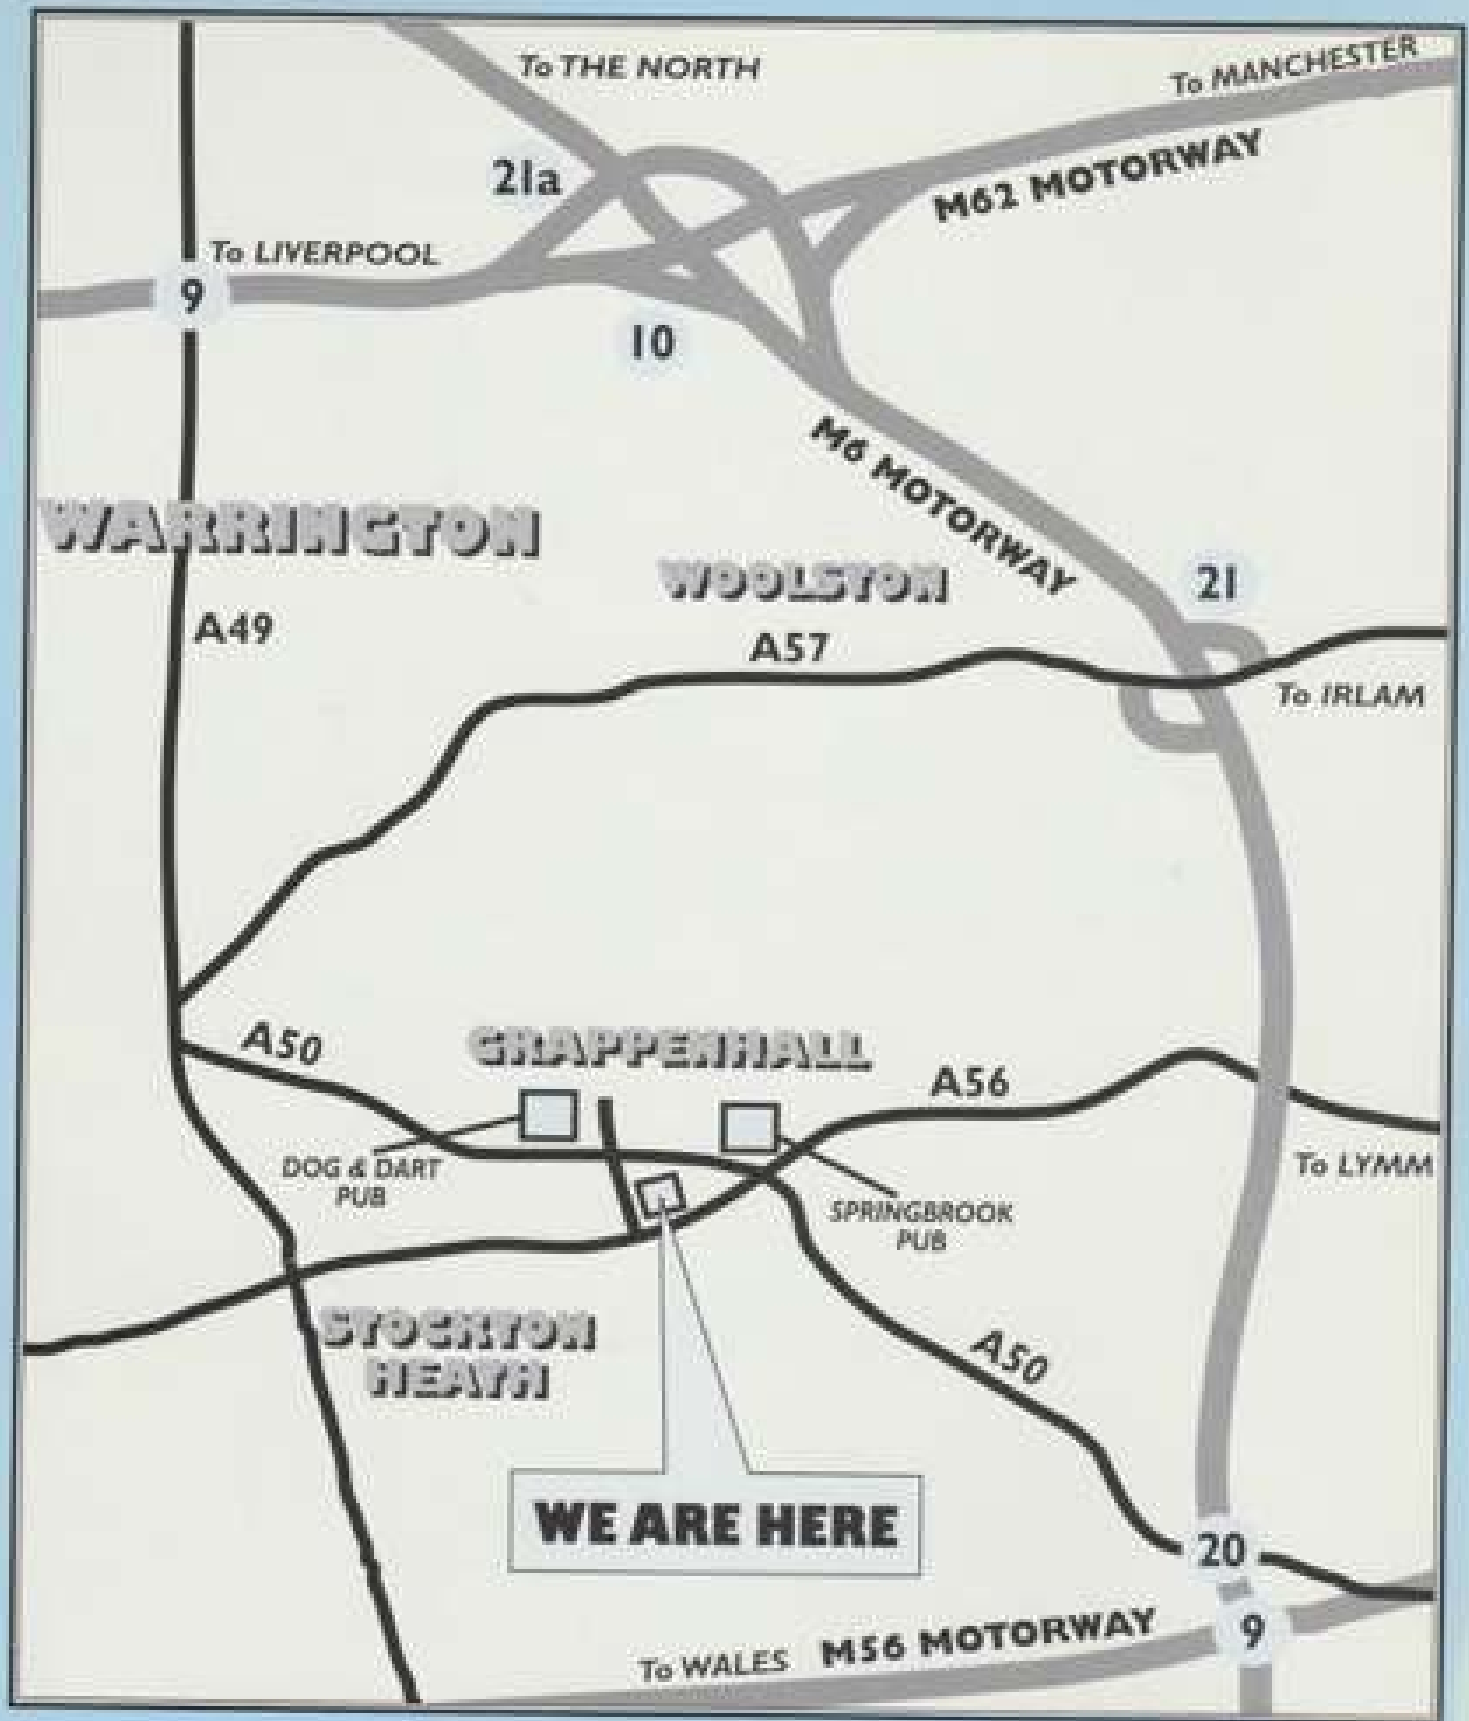 To THE NORTH
To MANCHESTER
M62 MOTORWAY
21a
To LIVERPOOL
9
10
M6 MOTORWAY
WARRINGTON
WOOLSTON
21
A49
A57
To IRLAM
A50
GRAPPENHALL
A56
DOG & DART
PUB
To LYMM
SPRINGBROOK
PUB
STOCKTON
HEATH
A50
WE ARE HERE
20
9
To WALES
M56 MOTORWAY